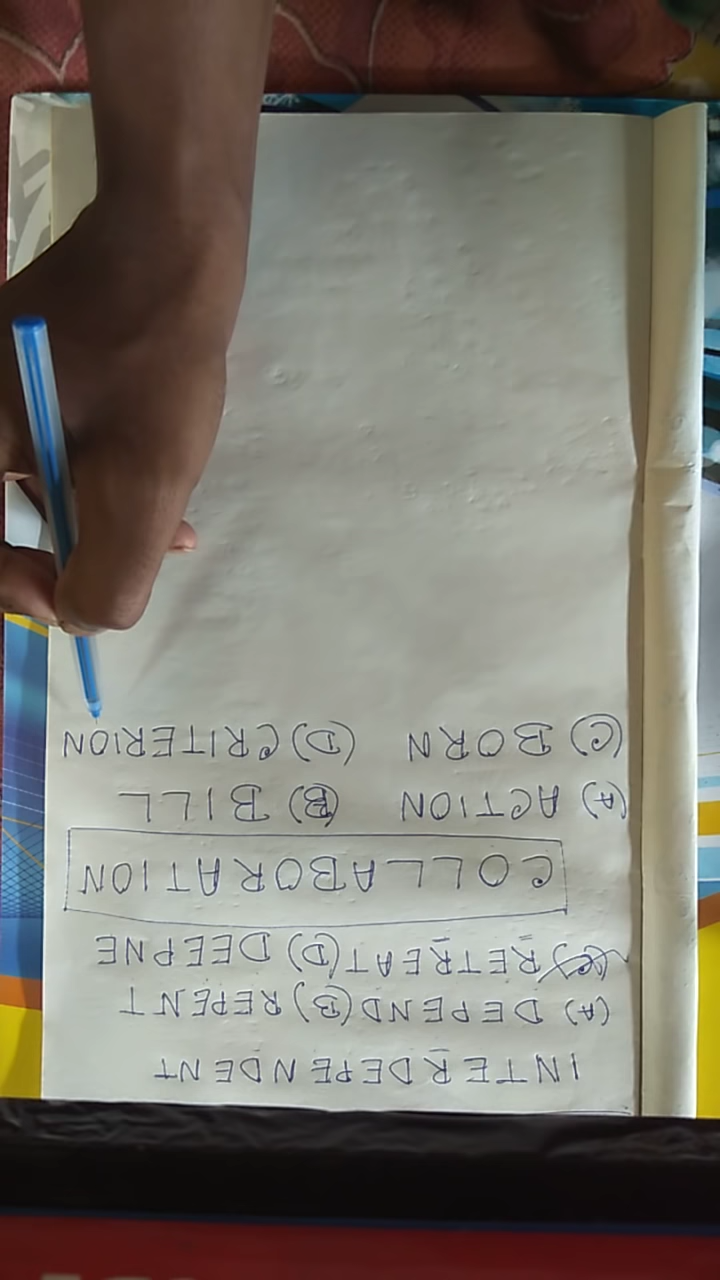 INTERDEPENDENT
(A) DEPEND (B) REPENT
(C) RETREAT (D) DEEPNE
COLLABORATION
(A) ACTION (B) BILL
(C) BORN (D) CRITERION